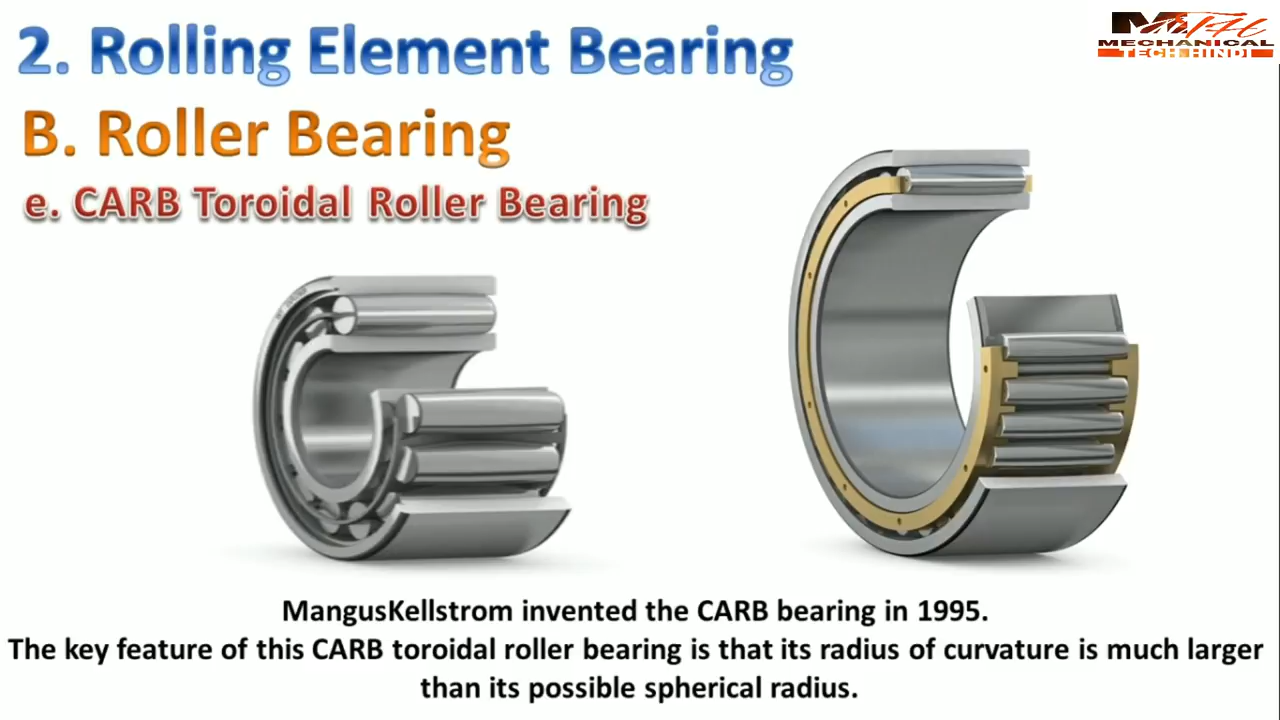 2. Rolling Element Bearing
B. Roller Bearing
e. CARB Toroidal Roller Bearing
MECHANICAL
TECH HINDI
MangusKellstrom invented the CARB bearing in 1995.
The key feature of this CARB toroidal roller bearing is that its radius of curvature is much larger
than its possible spherical radius.